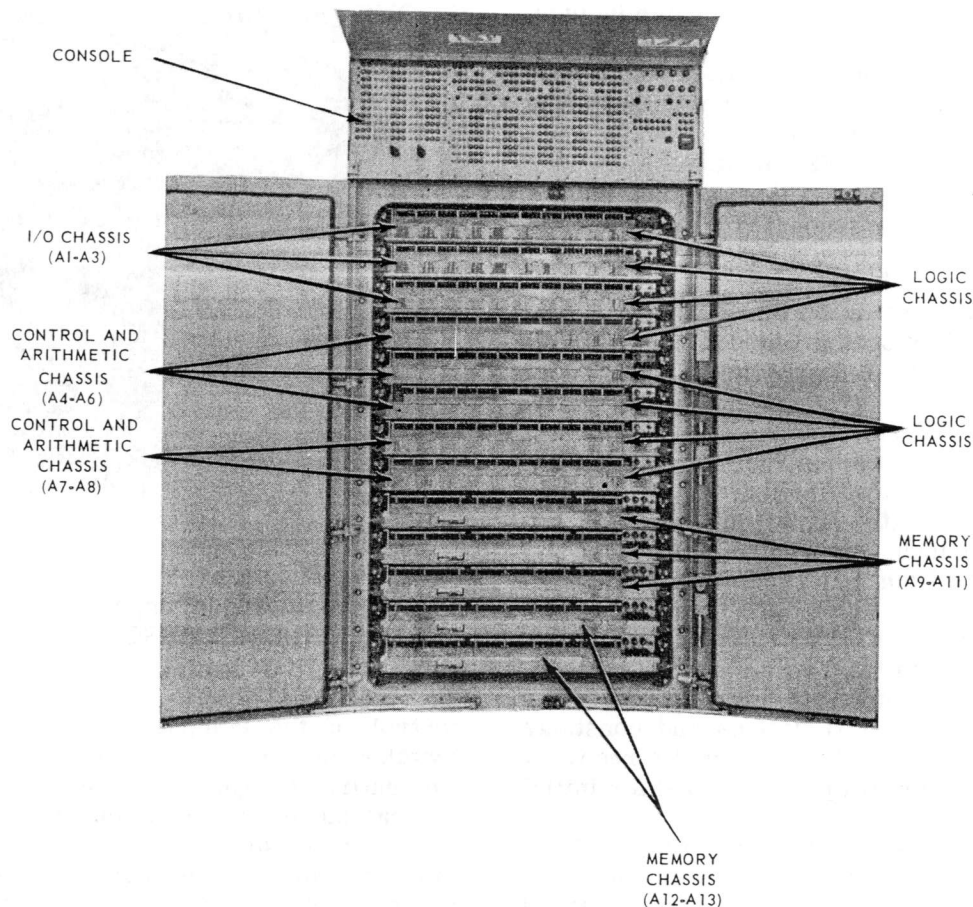 CONSOLE
I/O CHASSIS
(A1-A3)
CONTROL AND
ARITHMETIC
CHASSIS
(A4-A6)
CONTROL AND
ARITHMETIC
CHASSIS
(A7-A8)
LOGIC
CHASSIS
LOGIC
CHASSIS
MEMORY
CHASSIS
(A9-A11)
MEMORY
CHASSIS
(A12-A13)